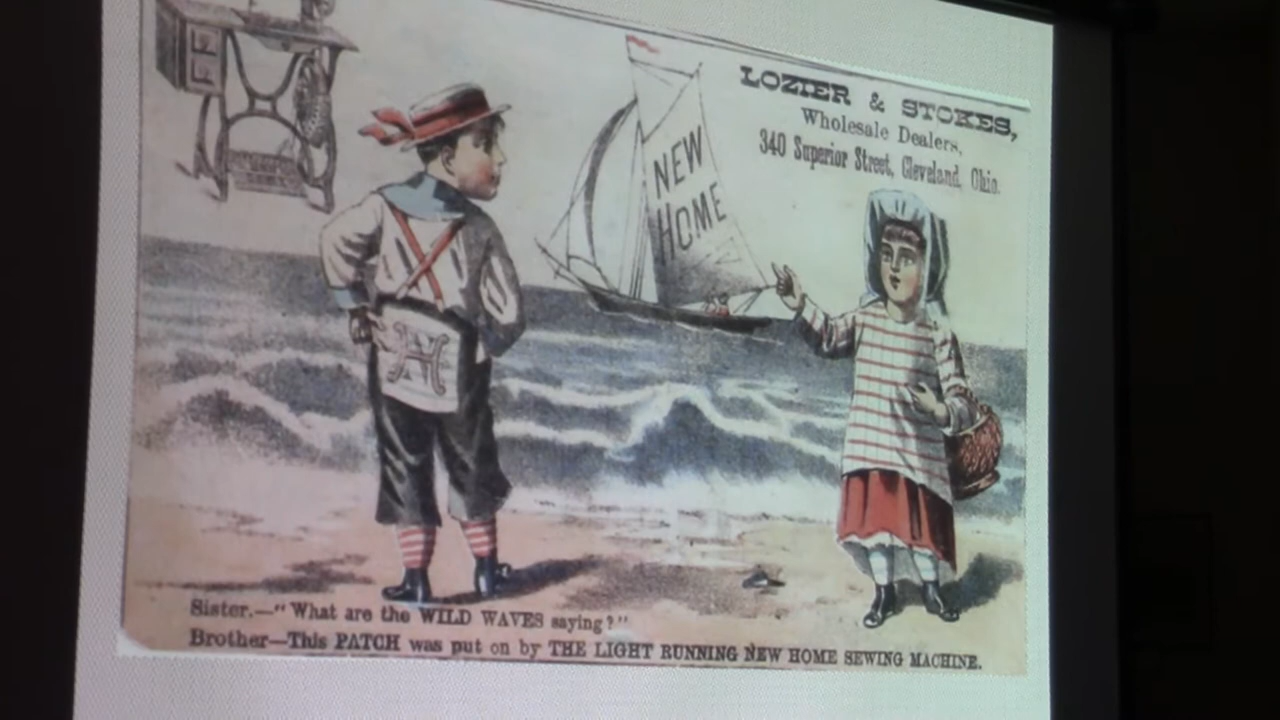 LOZIER & STOKES,
Wholesale Dealers,
340 Superior Street, Cleveland, Ohio.
NEW
HOME
H
Sister.—"What are the WILD WAVES saying?"
Brother—This PATCH was put on by THE LIGHT RUNNING NEW HOME SEWING MACHINE.